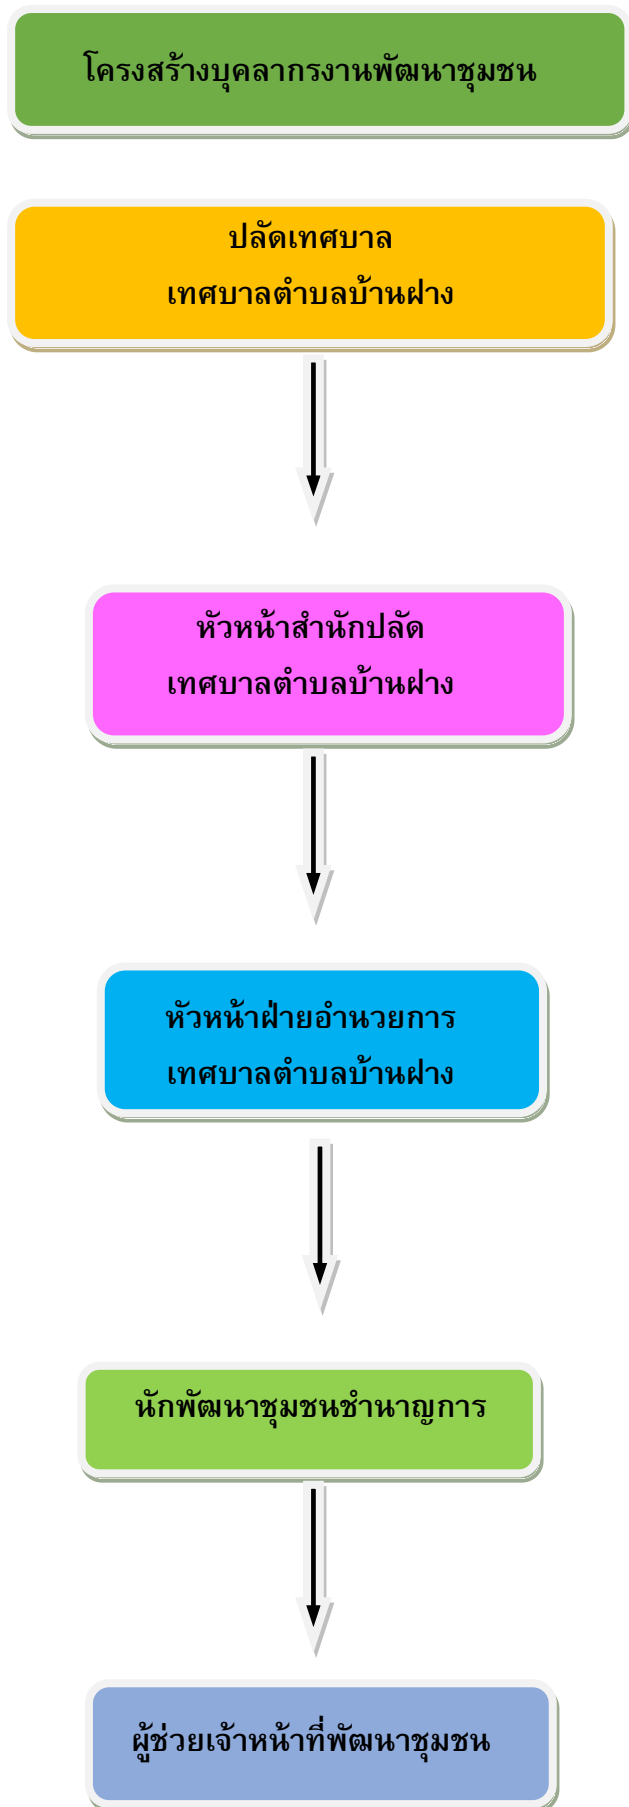 โครงสร้างบุคลากรงานพัฒนาชุมชน
ปลัดเทศบาล
เทศบาลตำบลบ้านฝาง
หัวหน้าสำนักปลัด
เทศบาลตำบลบ้านฝาง
หัวหน้าฝ่ายอำนวยการ
เทศบาลตำบลบ้านฝาง
นักพัฒนาชุมชนชำนาญการ
ผู้ช่วยเจ้าหน้าที่พัฒนาชุมชน